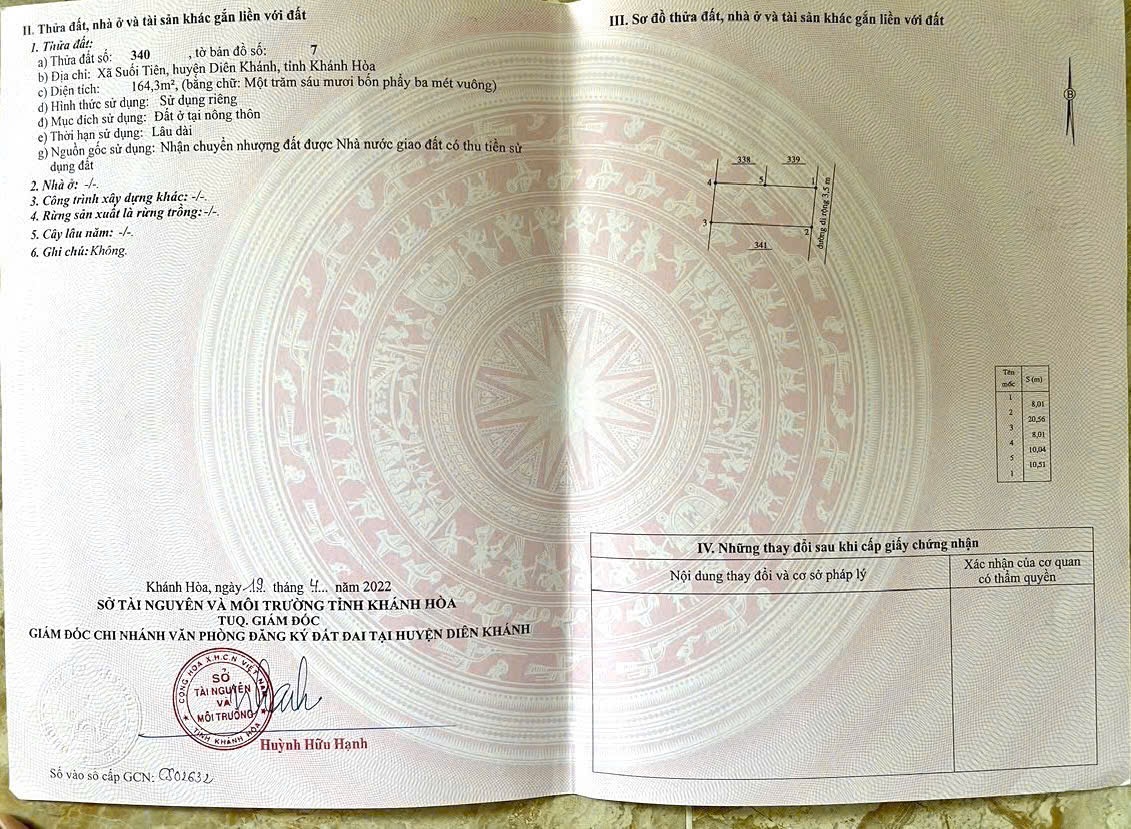 II. Thửa đất, nhà ở và tài sản khác gắn liền với đất
1. Thửa đất:
a) Thửa đất số: 340 , tờ bản đồ số: 7
b) Địa chỉ: Xã Suối Tiên, huyện Diên Khánh, tỉnh Khánh Hòa
c) Diện tích: 164,3m², (bằng chữ: Một trăm sáu mươi bốn phẩy ba mét vuông)
d) Hình thức sử dụng: Sử dụng riêng
đ) Mục đích sử dụng: Đất ở tại nông thôn
e) Thời hạn sử dụng: Lâu dài
g) Nguồn gốc sử dụng: Nhận chuyển nhượng đất được Nhà nước giao đất có thu tiền sử
dụng đất
2. Nhà ở: -/-.
3. Công trình xây dựng khác: -/-.
4. Rừng sản xuất là rừng trồng: -/-.
5. Cây lâu năm: -/-.
6. Ghi chú: Không.
Khánh Hòa, ngày 19 tháng 4 năm 2022
SỞ TÀI NGUYÊN VÀ MÔI TRƯỜNG TỈNH KHÁNH HÒA
TUQ. GIÁM ĐỐC
GIÁM ĐỐC CHI NHÁNH VĂN PHÒNG ĐĂNG KÝ ĐẤT ĐAI TẠI HUYỆN DIÊN KHÁNH
CỘNG HÒA X.H.C.N VIỆT NAM
SỞ
TÀI NGUYÊN
VÀ
MÔI TRƯỜNG
TỈNH KHÁNH HÒA
Huỳnh Hữu Hạnh
Số vào sổ cấp GCN: CS02632
III. Sơ đồ thửa đất, nhà ở và tài sản khác gắn liền với đất
B
338 339
4 5 1
3 2
341
đường đi rộng 3,5 m
Tên
mốc S (m)
1
8,01
2
20,56
3
8,01
4
10,04
5
10,51
1
IV. Những thay đổi sau khi cấp giấy chứng nhận
Nội dung thay đổi và cơ sở pháp lý
Xác nhận của cơ quan
có thẩm quyền